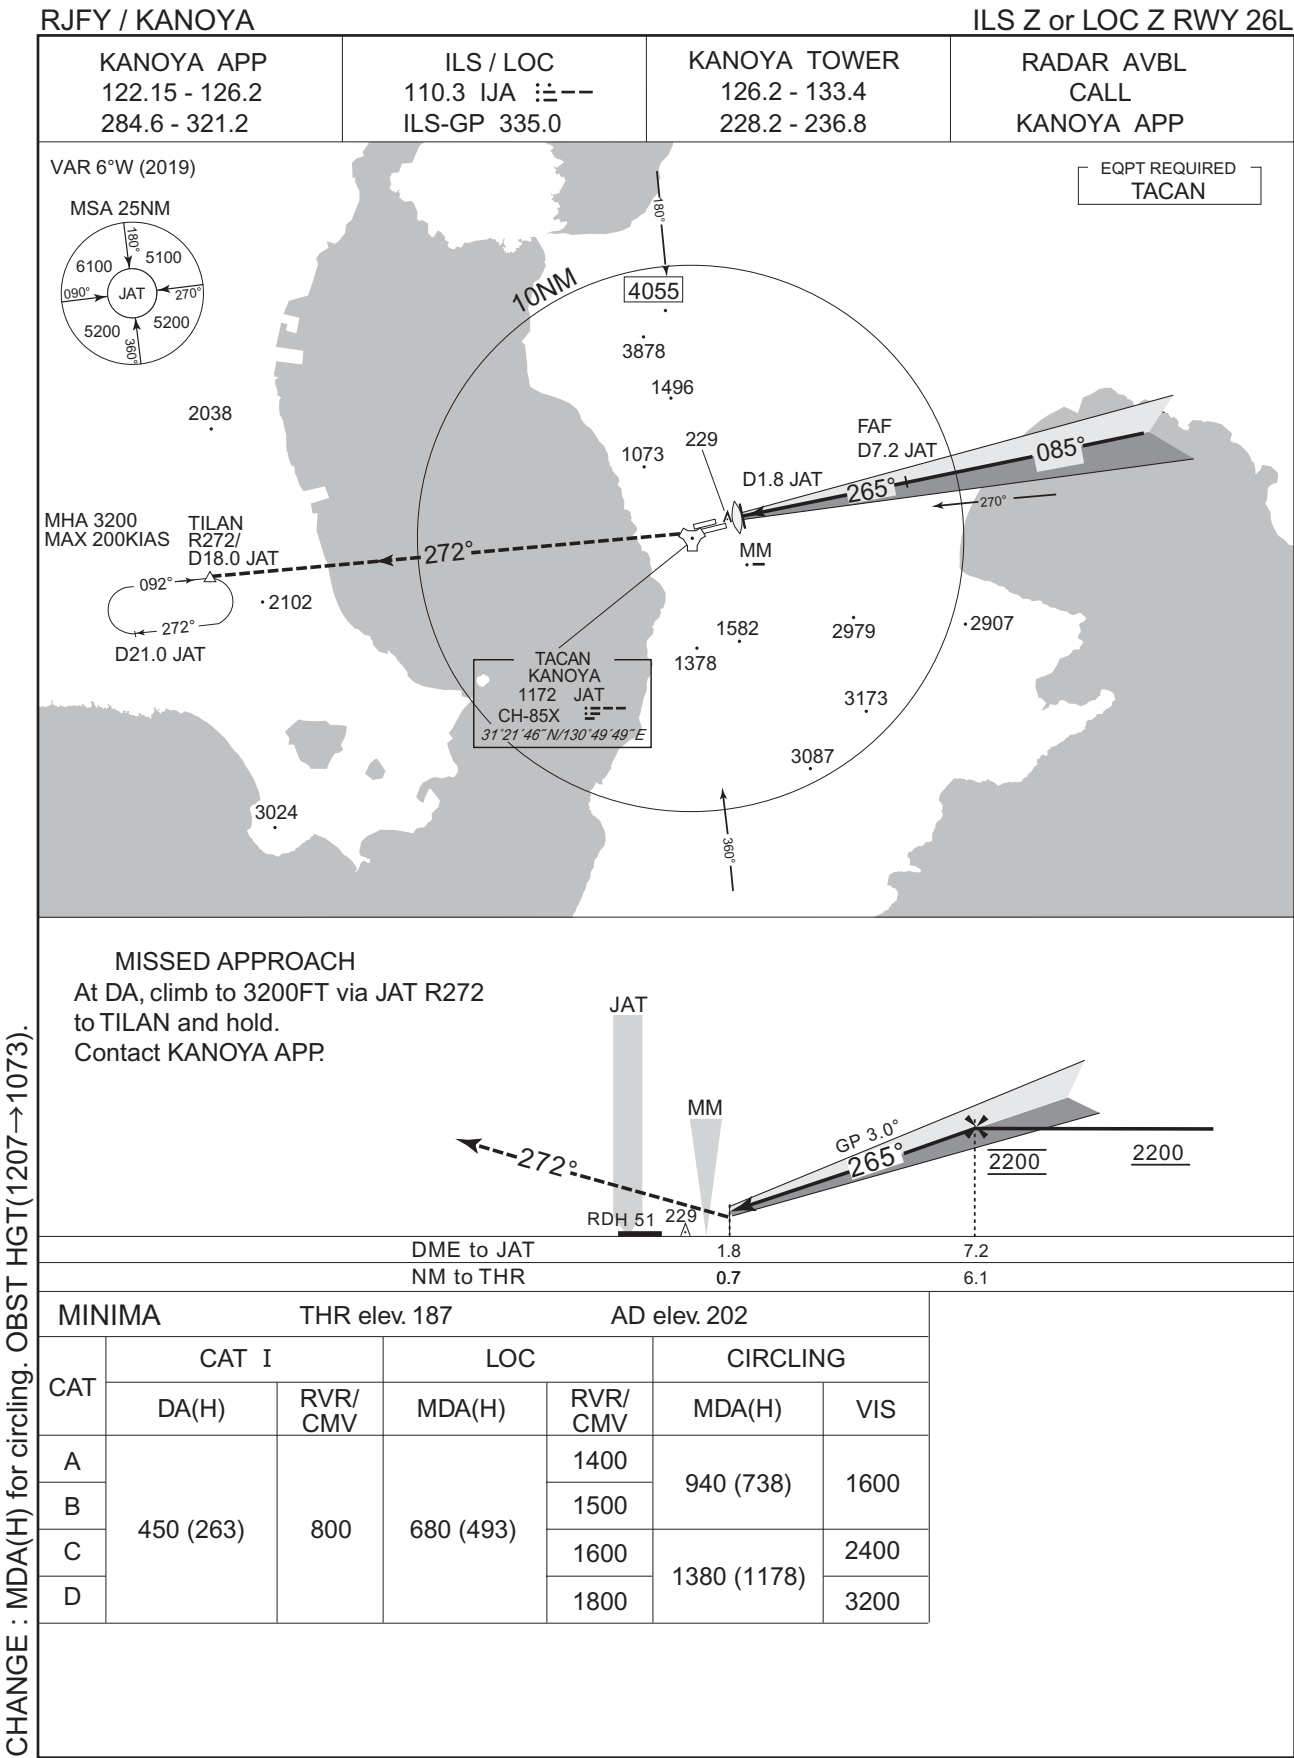 RJFY / KANOYA
ILS Z or LOC Z RWY 26L
KANOYA APP
122.15 - 126.2
284.6 - 321.2
ILS / LOC
110.3 IJA
ILS-GP 335.0
KANOYA TOWER
126.2 - 133.4
228.2 - 236.8
RADAR AVBL
CALL
KANOYA APP
VAR 6°W (2019)
MSA 25NM
180°
6100
5100
090°
JAT
270°
5200
5200
360°
EQPT REQUIRED
TACAN
180°
10NM
4055
3878
1496
2038
1073
229
FAF
D7.2 JAT
D1.8 JAT
085°
265°
270°
MHA 3200
MAX 200KIAS
TILAN
R272/
D18.0 JAT
272°
MM
092°
272°
D21.0 JAT
2102
1582
1378
2979
2907
TACAN
KANOYA
1172 JAT
CH-85X
31°21´46˝N/130°49´49˝E
3173
3087
3024
360°
MISSED APPROACH
At DA, climb to 3200FT via JAT R272
to TILAN and hold.
Contact KANOYA APP.
JAT
MM
GP 3.0°
265°
272°
2200
2200
RDH 51
229
DME to JAT 1.8 7.2
NM to THR 0.7 6.1
MINIMA THR elev. 187 AD elev. 202
CAT
CAT I
LOC
CIRCLING
DA(H)
RVR/
CMV
MDA(H)
RVR/
CMV
MDA(H)
VIS
A
B
C
D
450 (263)
800
680 (493)
1400
1500
1600
1800
940 (738)
1380 (1178)
1600
2400
3200
CHANGE : MDA(H) for circling. OBST HGT(1207→1073).